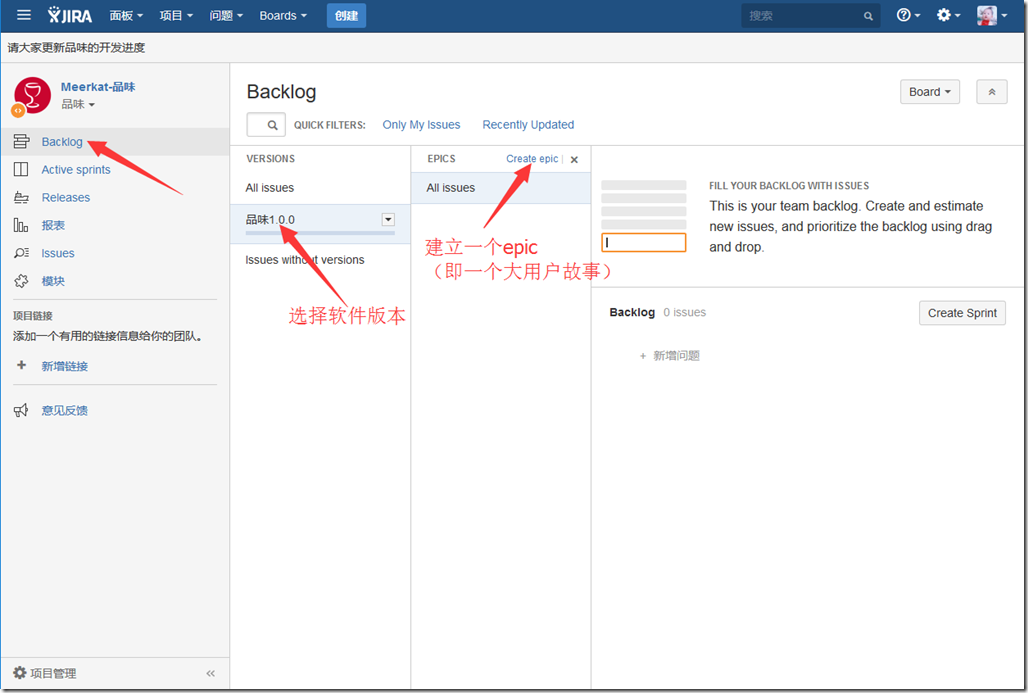 JIRA 面板 项目 问题 Boards 创建 搜索
请大家更新品味的开发进度
Meerkat-品味
品味
Backlog
Active sprints
Releases
报表
Issues
模块
项目链接
添加一个有用的链接信息给你的团队。
+ 新增链接
意见反馈
项目管理 «
Backlog
Board
QUICK FILTERS: Only My Issues Recently Updated
VERSIONS
All issues
品味1.0.0
Issues without versions
选择软件版本
EPICS Create epic ×
All issues
建立一个epic
（即一个大用户故事）
FILL YOUR BACKLOG WITH ISSUES
This is your team backlog. Create and estimate
new issues, and prioritize the backlog using drag
and drop.
Backlog 0 issues Create Sprint
+ 新增问题